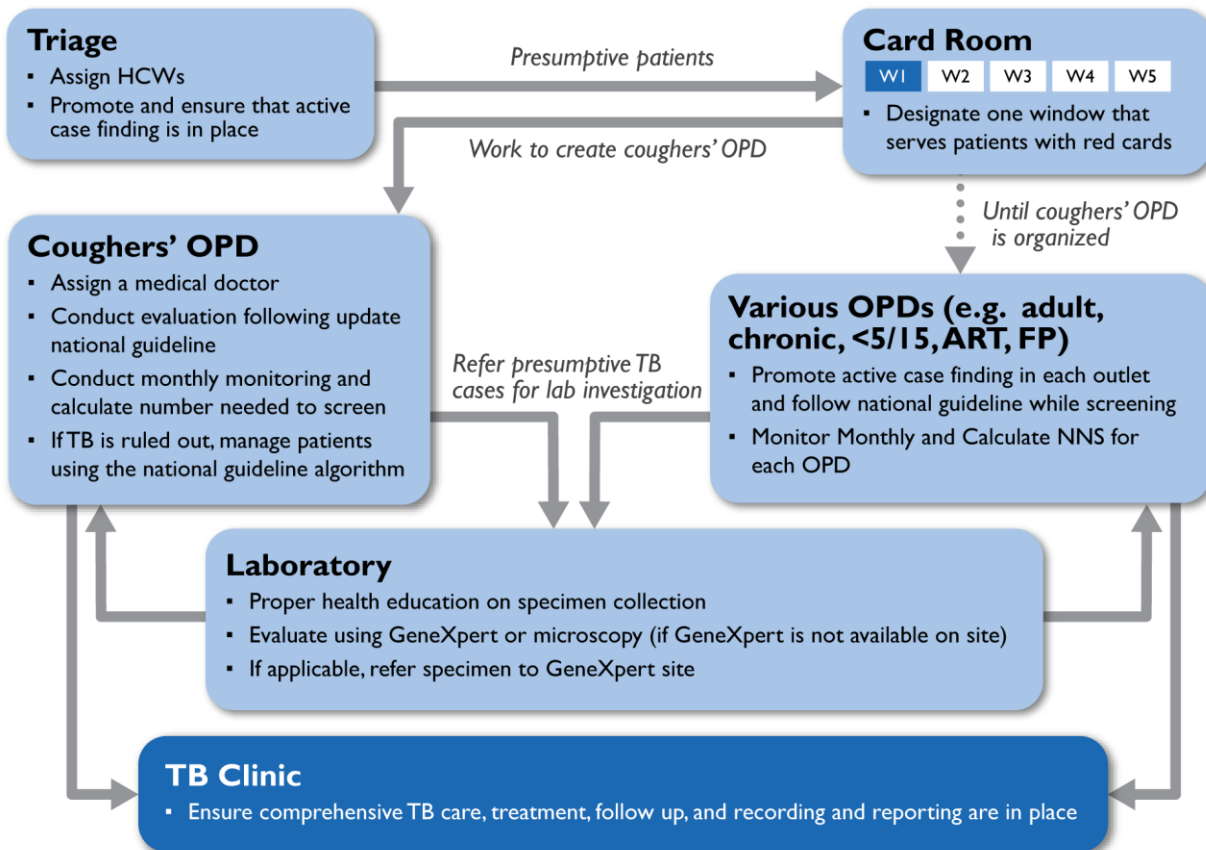 Triage
▪ Assign HCWs
▪ Promote and ensure that active
case finding is in place
Presumptive patients
Card Room
W1 W2 W3 W4 W5
▪ Designate one window that
serves patients with red cards
Work to create coughers' OPD
Until coughers' OPD
is organized
Coughers' OPD
▪ Assign a medical doctor
▪ Conduct evaluation following update
national guideline
▪ Conduct monthly monitoring and
calculate number needed to screen
▪ If TB is ruled out, manage patients
using the national guideline algorithm
Refer presumptive TB
cases for lab investigation
Various OPDs (e.g. adult,
chronic, <5/15, ART, FP)
▪ Promote active case finding in each outlet
and follow national guideline while screening
▪ Monitor Monthly and Calculate NNS for
each OPD
Laboratory
▪ Proper health education on specimen collection
▪ Evaluate using GeneXpert or microscopy (if GeneXpert is not available on site)
▪ If applicable, refer specimen to GeneXpert site
TB Clinic
▪ Ensure comprehensive TB care, treatment, follow up, and recording and reporting are in place